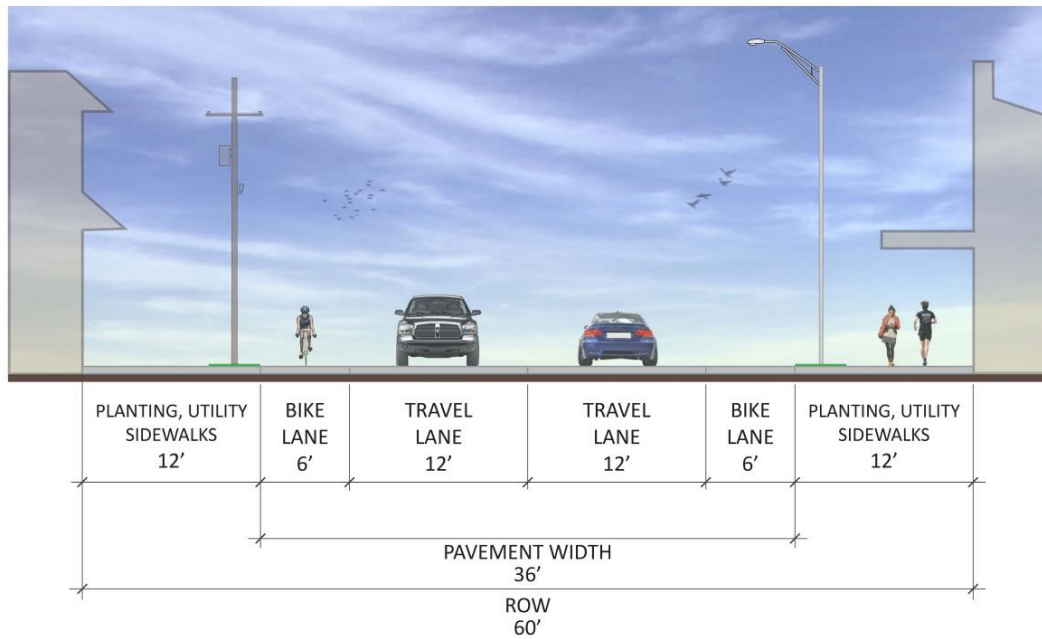 PLANTING, UTILITY
SIDEWALKS
12’
BIKE
LANE
6’
TRAVEL
LANE
12’
TRAVEL
LANE
12’
BIKE
LANE
6’
PLANTING, UTILITY
SIDEWALKS
12’
PAVEMENT WIDTH
36’
ROW
60’